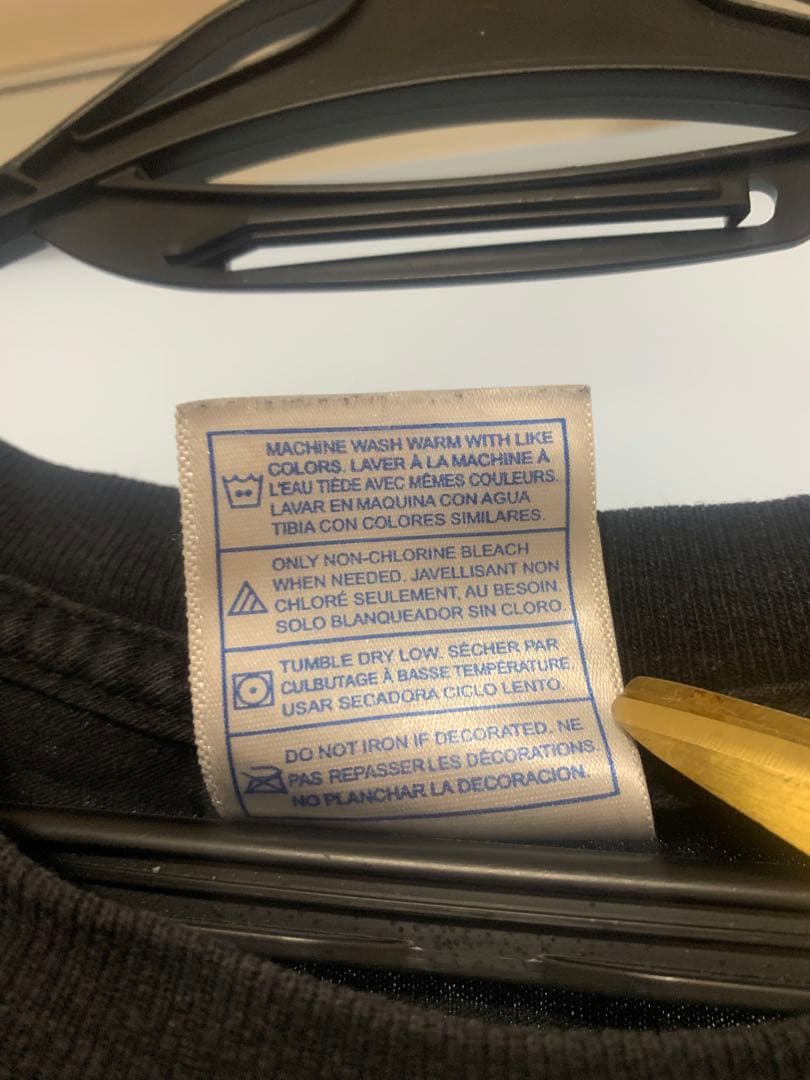 MACHINE WASH WARM WITH LIKE
COLORS. LAVER À LA MACHINE À
L'EAU TIÈDE AVEC MÊMES COULEURS.
LAVAR EN MAQUINA CON AGUA
TIBIA CON COLORES SIMILARES.
ONLY NON-CHLORINE BLEACH
WHEN NEEDED. JAVELLISANT NON
CHLORÉ SEULEMENT, AU BESOIN.
SOLO BLANQUEADOR SIN CLORO.
TUMBLE DRY LOW. SÉCHER PAR
CULBUTAGE À BASSE TEMPÉRATURE.
USAR SECADORA CICLO LENTO.
DO NOT IRON IF DECORATED. NE
PAS REPASSER LES DÉCORATIONS.
NO PLANCHAR LA DECORACION.